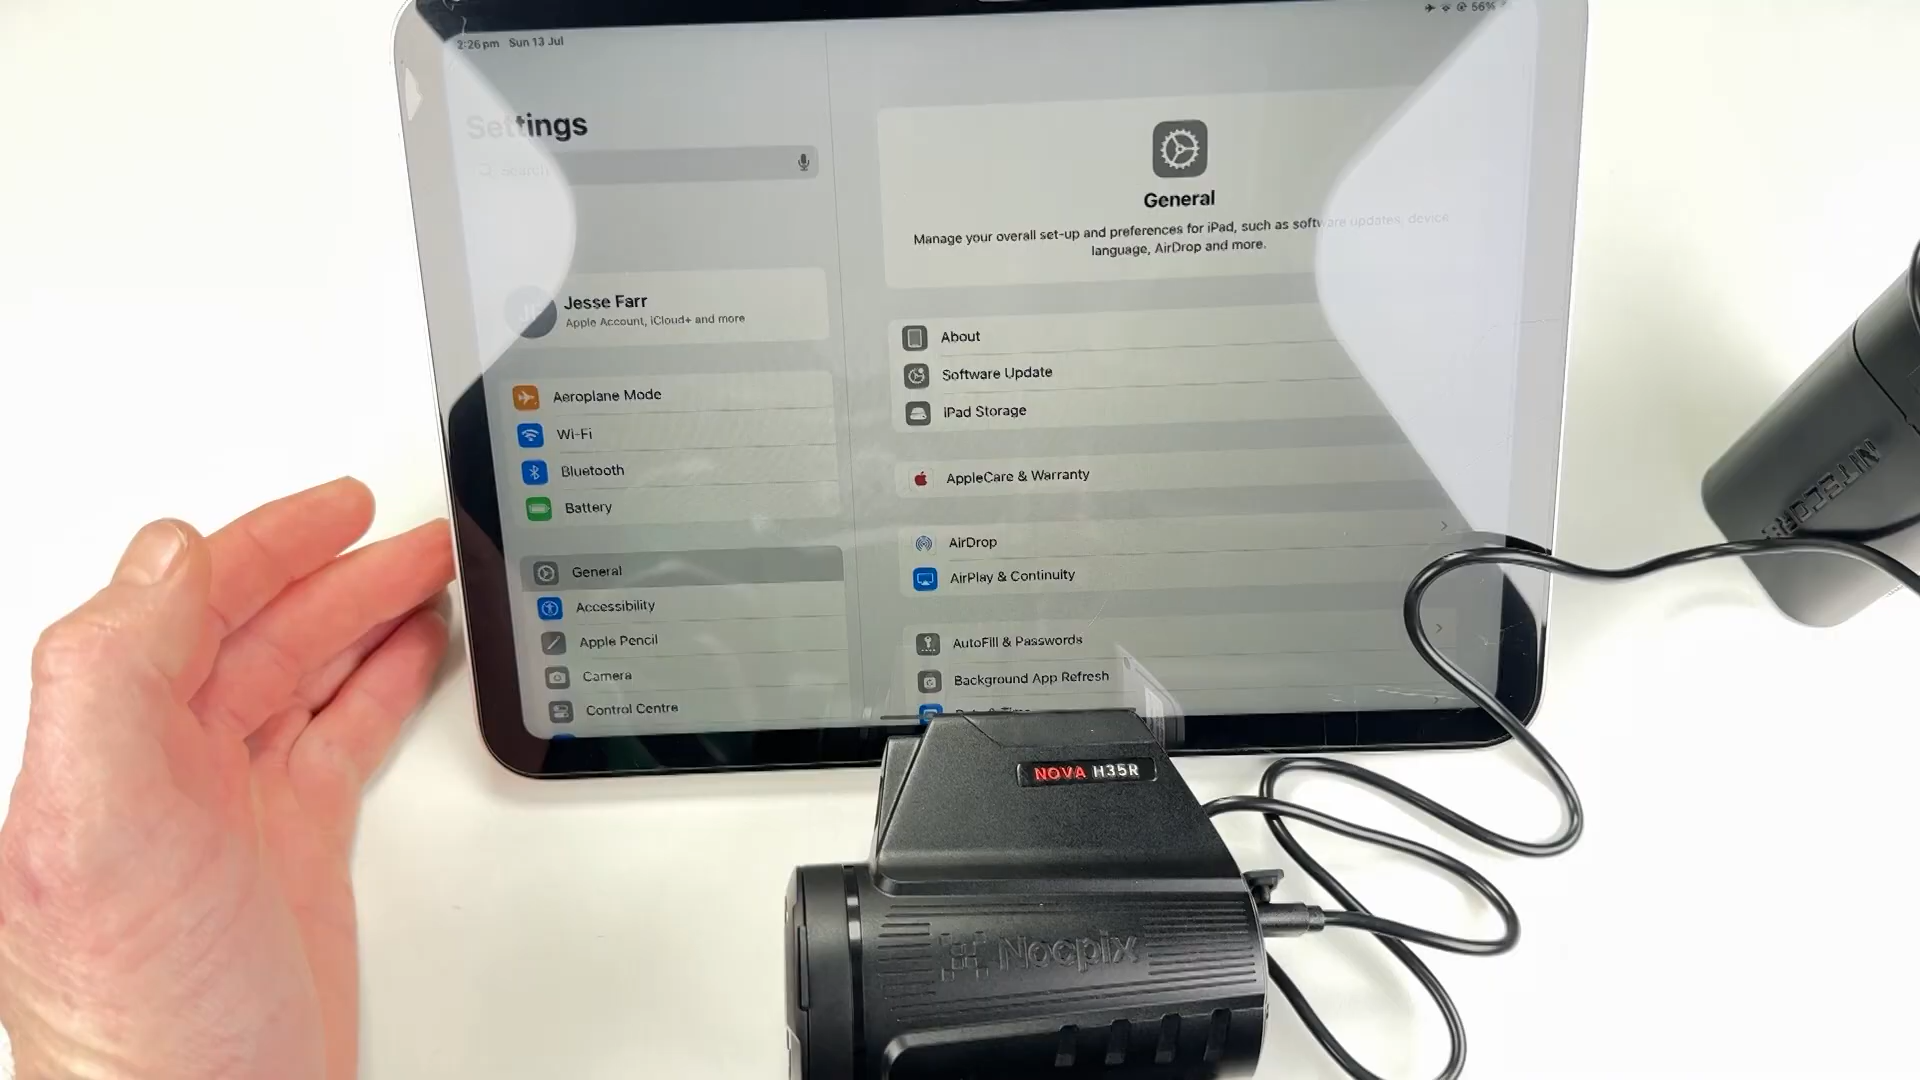 2:26 pm Sun 13 Jul
56%
Settings
Search
Jesse Farr
Apple Account, iCloud+ and more
Aeroplane Mode
Wi-Fi
Bluetooth
Battery
General
Accessibility
Apple Pencil
Camera
Control Centre
General
Manage your overall set-up and preferences for iPad, such as software updates, device
language, AirDrop and more.
About
Software Update
iPad Storage
AppleCare & Warranty
AirDrop
AirPlay & Continuity
AutoFill & Passwords
Background App Refresh
Date & Time
NOVA H35R
Nocpix
NITECORE